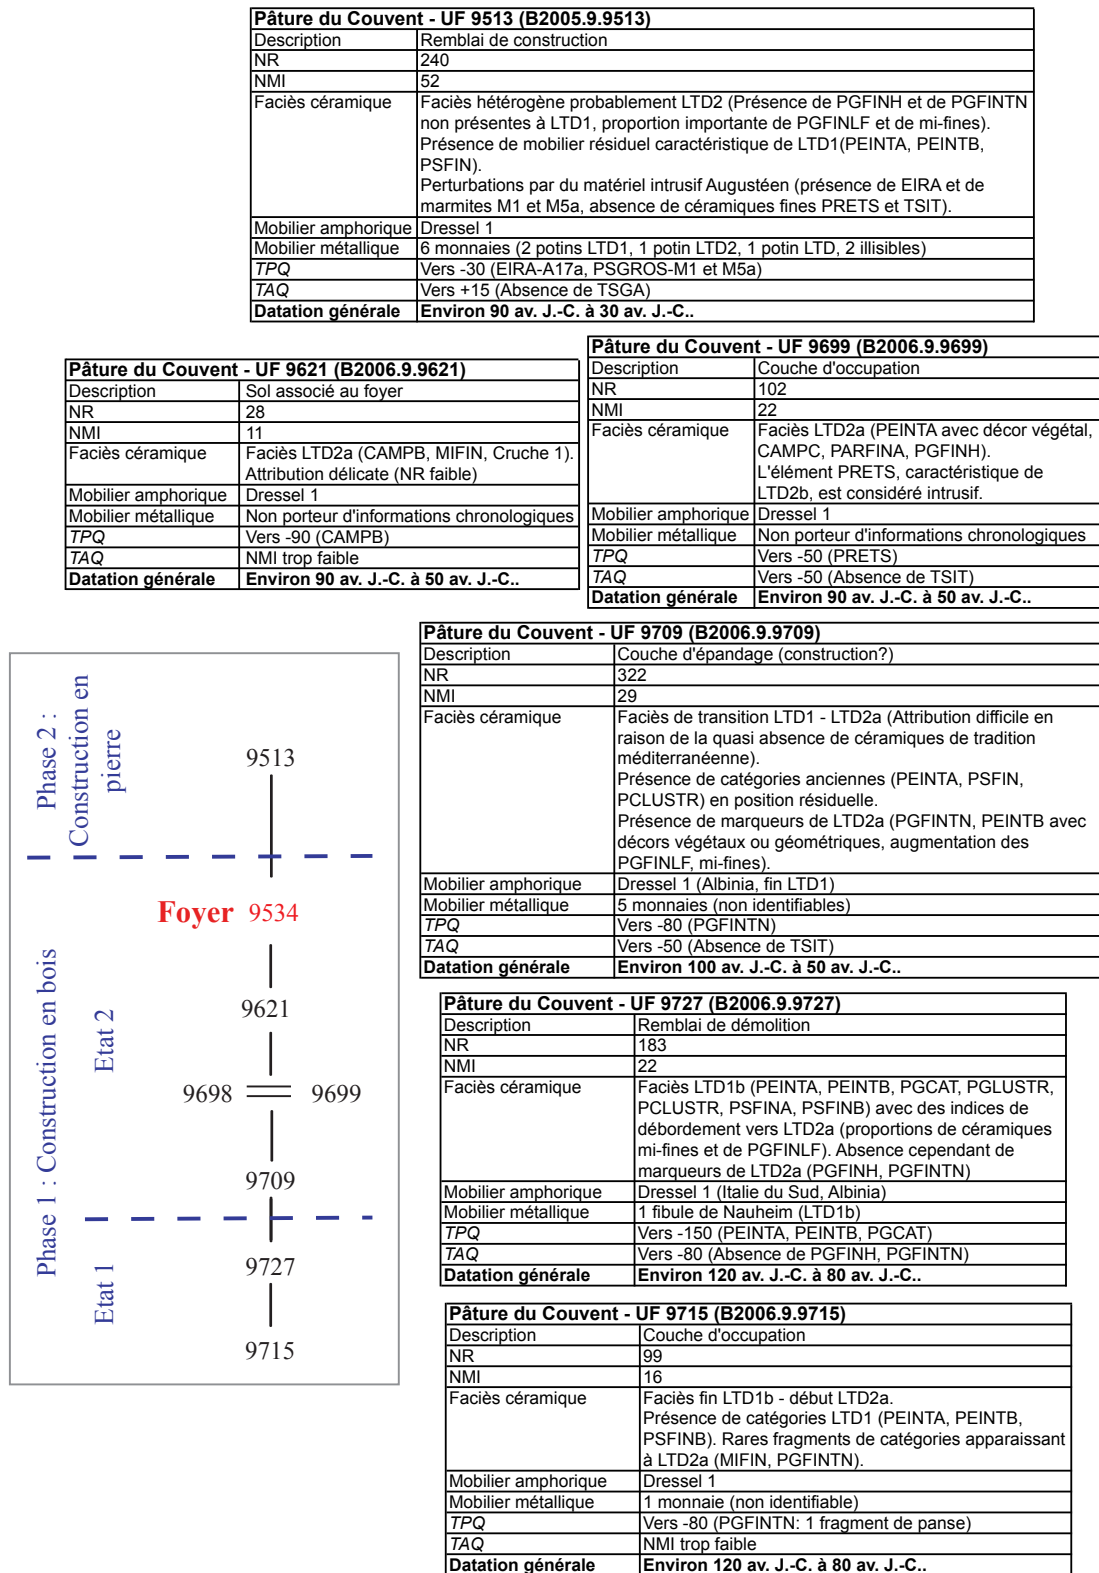 Pâture du Couvent - UF 9513 (B2005.9.9513)
Description Remblai de construction
NR 240
NMI 52
Faciès céramique Faciès hétérogène probablement LTD2 (Présence de PGFINH et de PGFINTN
non présentes à LTD1, proportion importante de PGFINLF et de mi-fines).
Présence de mobilier résiduel caractéristique de LTD1(PEINTA, PEINTB,
PSFIN).
Perturbations par du matériel intrusif Augustéen (présence de EIRA et de
marmites M1 et M5a, absence de céramiques fines PRETS et TSIT).
Mobilier amphorique Dressel 1
Mobilier métallique 6 monnaies (2 potins LTD1, 1 potin LTD2, 1 potin LTD, 2 illisibles)
TPQ Vers -30 (EIRA-A17a, PSGROS-M1 et M5a)
TAQ Vers +15 (Absence de TSGA)
Datation générale Environ 90 av. J.-C. à 30 av. J.-C..
Pâture du Couvent - UF 9621 (B2006.9.9621)
Description Sol associé au foyer
NR 28
NMI 11
Faciès céramique Faciès LTD2a (CAMPB, MIFIN, Cruche 1).
Attribution délicate (NR faible)
Mobilier amphorique Dressel 1
Mobilier métallique Non porteur d'informations chronologiques
TPQ Vers -90 (CAMPB)
TAQ NMI trop faible
Datation générale Environ 90 av. J.-C. à 50 av. J.-C..
Pâture du Couvent - UF 9699 (B2006.9.9699)
Description Couche d'occupation
NR 102
NMI 22
Faciès céramique Faciès LTD2a (PEINTA avec décor végétal,
CAMPC, PARFINA, PGFINH).
L'élément PRETS, caractéristique de
LTD2b, est considéré intrusif.
Mobilier amphorique Dressel 1
Mobilier métallique Non porteur d'informations chronologiques
TPQ Vers -50 (PRETS)
TAQ Vers -50 (Absence de TSIT)
Datation générale Environ 90 av. J.-C. à 50 av. J.-C..
Pâture du Couvent - UF 9709 (B2006.9.9709)
Description Couche d'épandage (construction?)
NR 322
NMI 29
Faciès céramique Faciès de transition LTD1 - LTD2a (Attribution difficile en
raison de la quasi absence de céramiques de tradition
méditerranéenne).
Présence de catégories anciennes (PEINTA, PSFIN,
PCLUSTR) en position résiduelle.
Présence de marqueurs de LTD2a (PGFINTN, PEINTB avec
décors végétaux ou géométriques, augmentation des
PGFINLF, mi-fines).
Mobilier amphorique Dressel 1 (Albinia, fin LTD1)
Mobilier métallique 5 monnaies (non identifiables)
TPQ Vers -80 (PGFINTN)
TAQ Vers -50 (Absence de TSIT)
Datation générale Environ 100 av. J.-C. à 50 av. J.-C..
Phase 2 :
Construction en
pierre
9513
Foyer 9534
Phase 1 : Construction en bois
Etat 2
9621
9698 9699
9709
Etat 1
9727
9715
Pâture du Couvent - UF 9727 (B2006.9.9727)
Description Remblai de démolition
NR 183
NMI 22
Faciès céramique Faciès LTD1b (PEINTA, PEINTB, PGCAT, PGLUSTR,
PCLUSTR, PSFINA, PSFINB) avec des indices de
débordement vers LTD2a (proportions de céramiques
mi-fines et de PGFINLF). Absence cependant de
marqueurs de LTD2a (PGFINH, PGFINTN)
Mobilier amphorique Dressel 1 (Italie du Sud, Albinia)
Mobilier métallique 1 fibule de Nauheim (LTD1b)
TPQ Vers -150 (PEINTA, PEINTB, PGCAT)
TAQ Vers -80 (Absence de PGFINH, PGFINTN)
Datation générale Environ 120 av. J.-C. à 80 av. J.-C..
Pâture du Couvent - UF 9715 (B2006.9.9715)
Description Couche d'occupation
NR 99
NMI 16
Faciès céramique Faciès fin LTD1b - début LTD2a.
Présence de catégories LTD1 (PEINTA, PEINTB,
PSFINB). Rares fragments de catégories apparaissant
à LTD2a (MIFIN, PGFINTN).
Mobilier amphorique Dressel 1
Mobilier métallique 1 monnaie (non identifiable)
TPQ Vers -80 (PGFINTN: 1 fragment de panse)
TAQ NMI trop faible
Datation générale Environ 120 av. J.-C. à 80 av. J.-C..